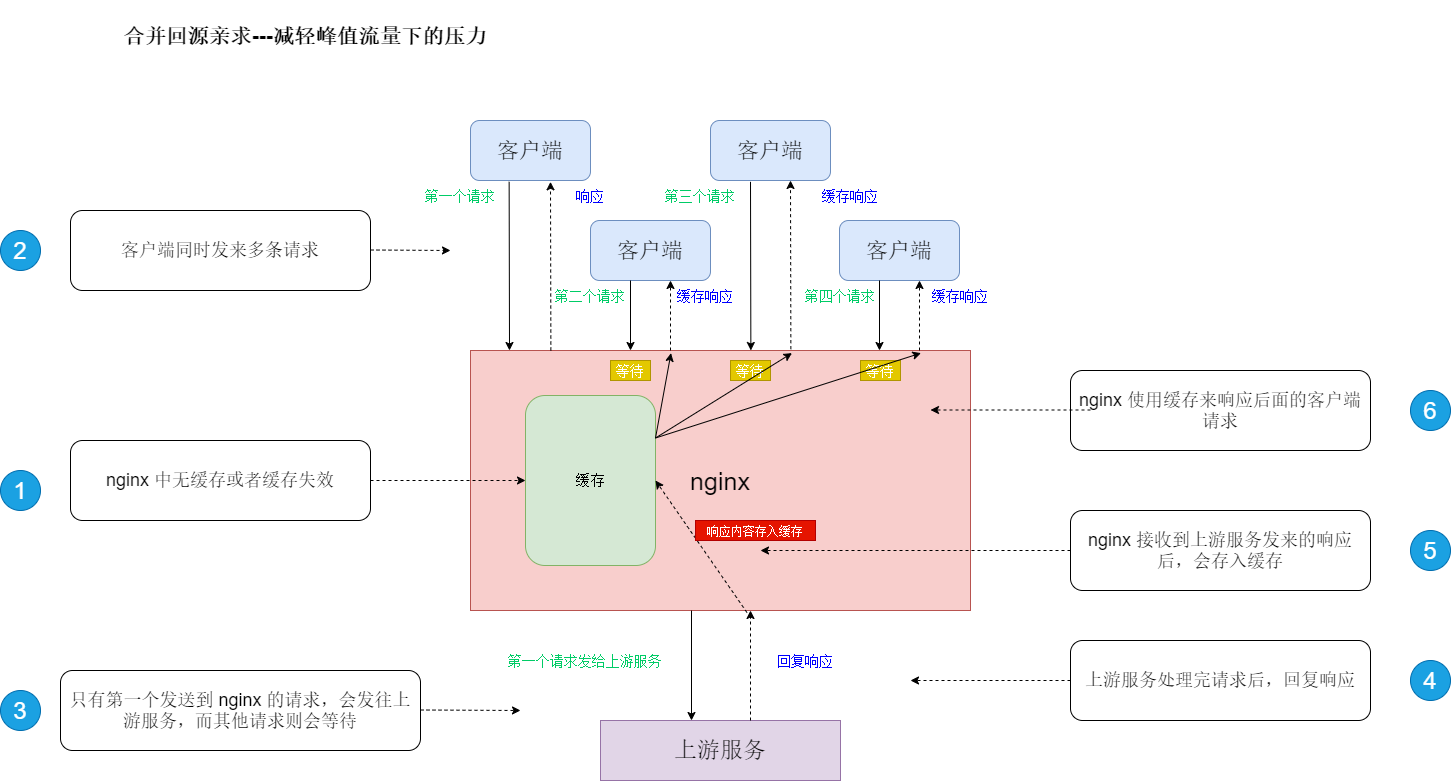 合并回源亲求---减轻峰值流量下的压力
客户端
客户端
第一个请求
响应
第三个请求
缓存响应
2
客户端同时发来多条请求
客户端
客户端
第二个请求
缓存响应
第四个请求
缓存响应
等待
等待
等待
nginx 使用缓存来响应后面的客户端
请求
6
1
nginx 中无缓存或者缓存失效
缓存
nginx
响应内容存入缓存
nginx 接收到上游服务发来的响应
后，会存入缓存
5
第一个请求发给上游服务
回复响应
上游服务处理完请求后，回复响应
4
3
只有第一个发送到 nginx 的请求，会发往上
游服务，而其他请求则会等待
上游服务